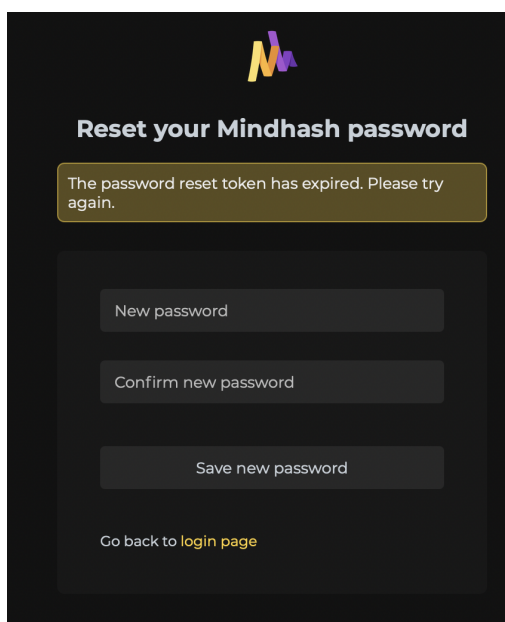 Reset your Mindhash password
The password reset token has expired. Please try
again.
New password
Confirm new password
Save new password
Go back to login page